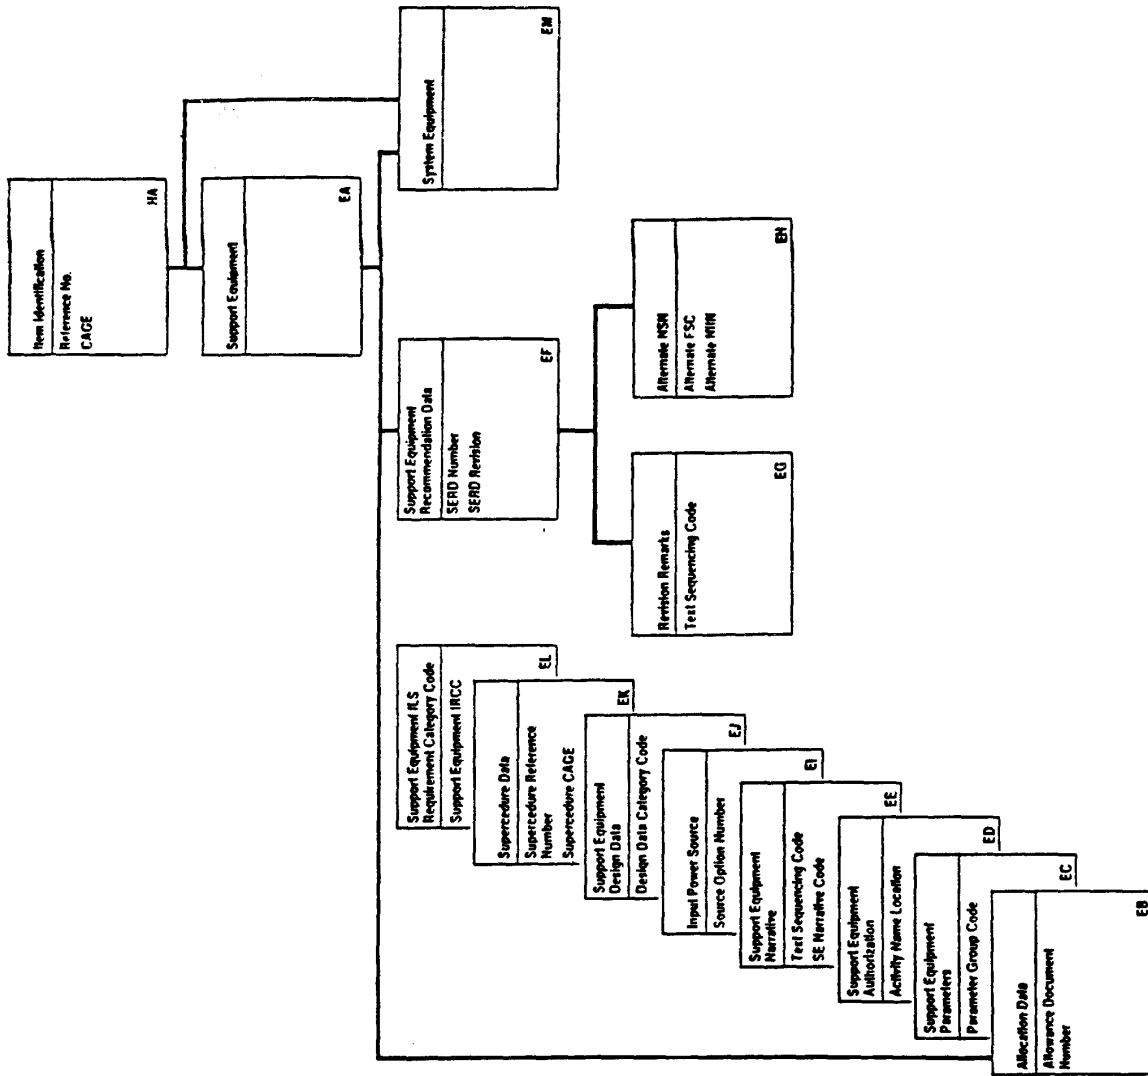 Item Identification
Reference No.
CAGE
HA
Support Equipment
EA
System Equipment
EM
Support Equipment
Recommendation Data
SERD Number
SERD Revision
EF
Alternate NSN
Alternate FSC
Alternate NIIN
EN
Revision Remarks
Text Sequencing Code
EG
Support Equipment ILS
Requirement Category Code
Support Equipment IRCC
EL
Supercedure Data
Supercedure Reference
Number
Supercedure CAGE
EK
Support Equipment
Design Data
Design Data Category Code
EJ
Input Power Source
Source Option Number
EI
Support Equipment
Narrative
Text Sequencing Code
SE Narrative Code
EE
Support Equipment
Authorization
Activity Name Location
ED
Support Equipment
Parameters
Parameter Group Code
EC
Allocation Data
Allowance Document
Number
EB